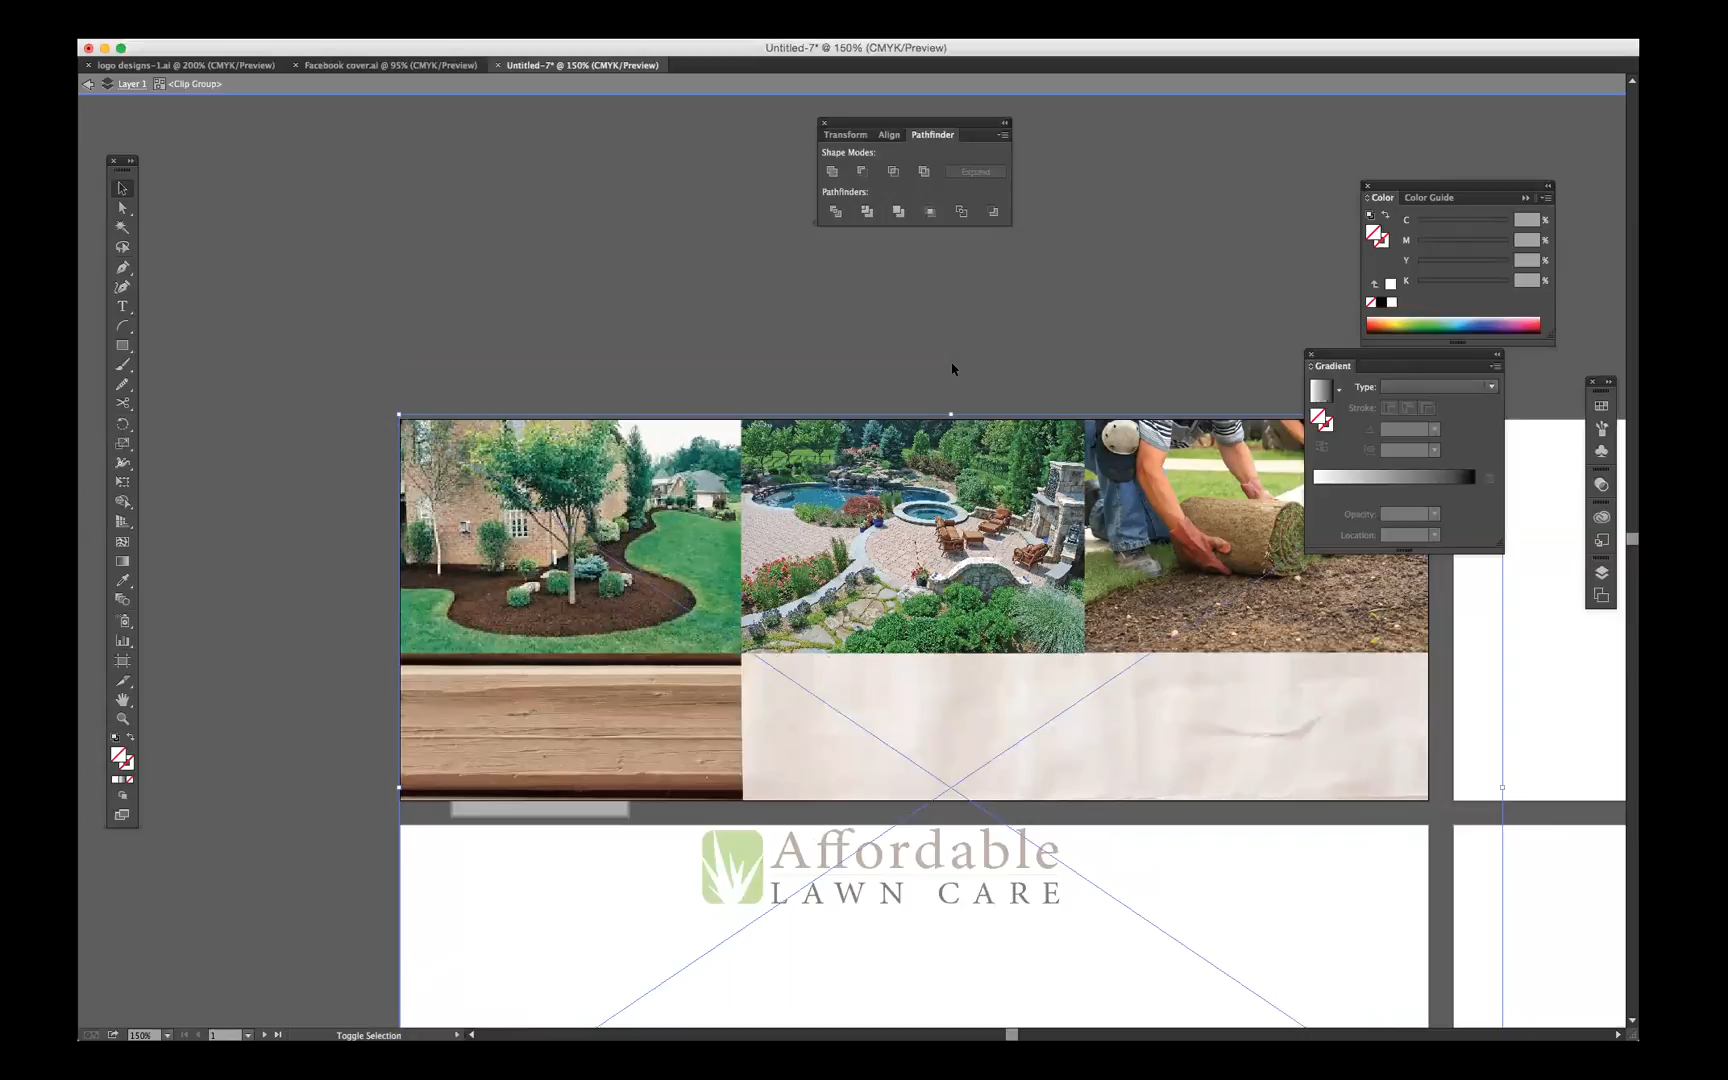 Untitled-7* @ 150% (CMYK/Preview)
logo designs-1.ai @ 200% (CMYK/Preview)
Facebook cover.ai @ 95% (CMYK/Preview)
Untitled-7* @ 150% (CMYK/Preview)
Layer 1
<Clip Group>
Transform Align Pathfinder
Shape Modes:
Expand
Pathfinders:
Color Color Guide
C %
M %
Y %
K %
Gradient
Type:
Stroke:
Opacity:
Location:
Affordable
LAWN CARE
150% 1 Toggle Selection